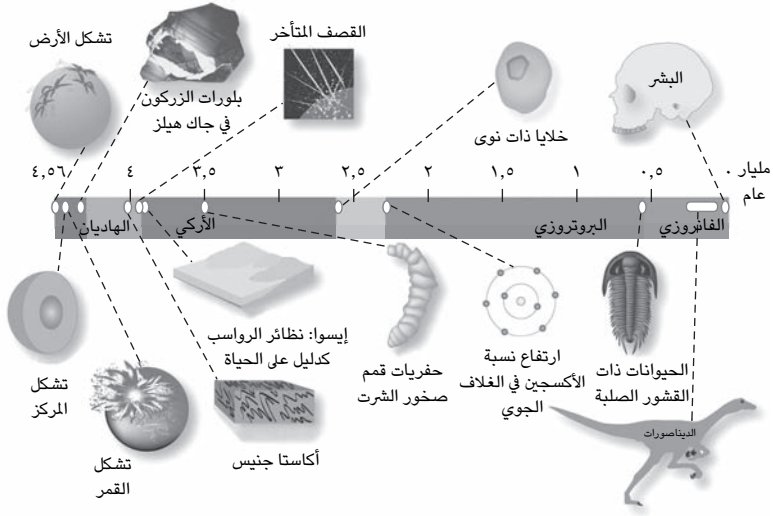 تشكل الأرض
بلورات الزركون
في جاك هيلز
القصف المتأخر
خلايا ذات نوى
البشر
٤,٥٦
٤
٣,٥
٣
٢,٥
٢
١,٥
١
٠,٥
٠
مليار
عام
الهاديان
الأركي
البروتروزي
الفانروزي
تشكل
المركز
تشكل
القمر
إيسوا: نظائر الرواسب
كدليل على الحياة
أكاستا جنيس
حفريات قمم
صخور الشرت
ارتفاع نسبة
الأكسجين في الغلاف
الجوي
الحيوانات ذات
القشور الصلبة
الديناصورات